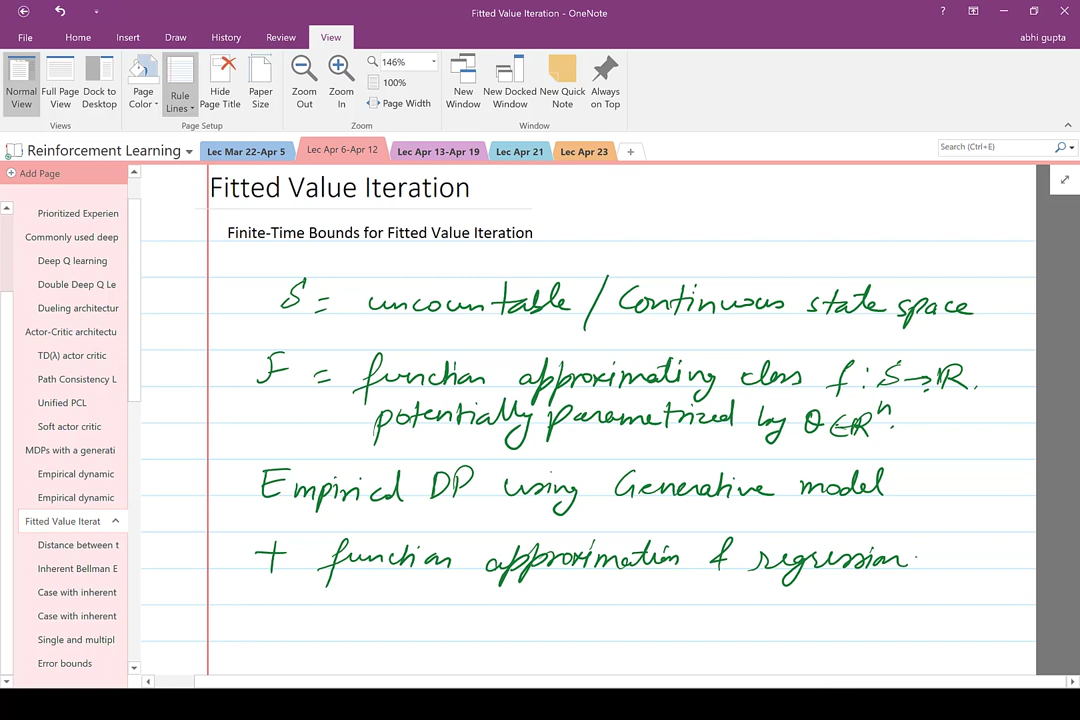 Fitted Value Iteration - OneNote
?
abhi gupta
File Home Insert Draw History Review View
Normal View
Full Page View
Dock to Desktop
Page Color
Rule Lines
Hide Page Title
Paper Size
Zoom Out
Zoom In
146%
100%
Page Width
New Window
New Docked Window
New Quick Note
Always on Top
Views Page Setup Zoom Window
Reinforcement Learning Lec Mar 22-Apr 5 Lec Apr 6-Apr 12 Lec Apr 13-Apr 19 Lec Apr 21 Lec Apr 23 + Search (Ctrl+E)
Add Page
Prioritized Experien
Commonly used deep
Deep Q learning
Double Deep Q Le
Dueling architectur
Actor-Critic architectu
TD(λ) actor critic
Path Consistency L
Unified PCL
Soft actor critic
MDPs with a generati
Empirical dynamic
Empirical dynamic
Fitted Value Iterat
Distance between t
Inherent Bellman E
Case with inherent
Case with inherent
Single and multipl
Error bounds
Fitted Value Iteration
Finite-Time Bounds for Fitted Value Iteration
S = uncountable / Continuous state space
F = function approximating class f : S → R.
potentially parametrized by θ ∈ R^n.
Empirical DP using Generative model
+ function approximation & regression.